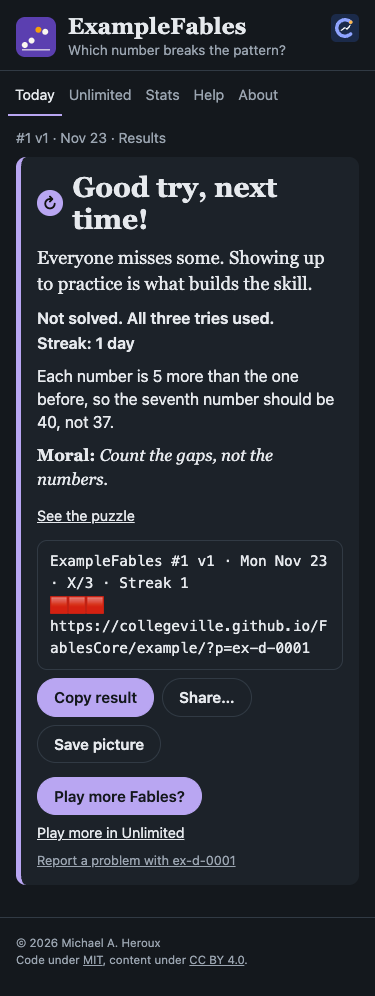 ExampleFables
Which number breaks the pattern?
Today Unlimited Stats Help About
#1 v1 · Nov 23 · Results
Good try, next
time!
Everyone misses some. Showing up
to practice is what builds the skill.
Not solved. All three tries used.
Streak: 1 day
Each number is 5 more than the one
before, so the seventh number should be
40, not 37.
Moral: Count the gaps, not the
numbers.
See the puzzle
ExampleFables #1 v1 · Mon Nov 23
· X/3 · Streak 1
🟥🟥🟥
https://collegeville.github.io/F
ablesCore/example/?p=ex-d-0001
Copy result
Share...
Save picture
Play more Fables?
Play more in Unlimited
Report a problem with ex-d-0001
© 2026 Michael A. Heroux
Code under MIT, content under CC BY 4.0.